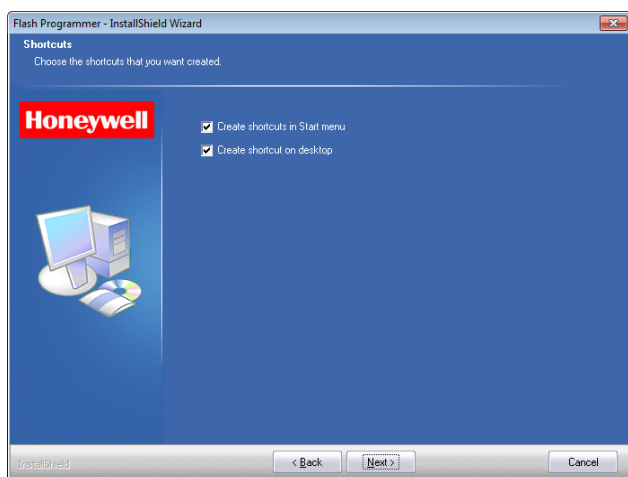 Flash Programmer - InstallShield Wizard
Shortcuts
Choose the shortcuts that you want created.
Honeywell
Create shortcuts in Start menu
Create shortcut on desktop
InstallShield
< Back
Next >
Cancel